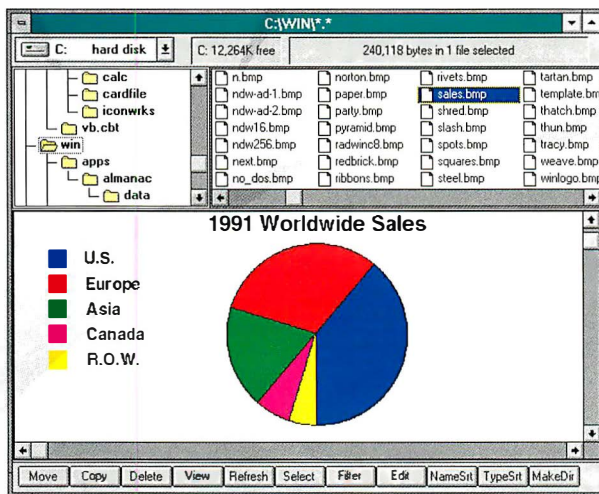 C:\WIN\*.*
C: hard disk
C: 12,264K free
240,118 bytes in 1 file selected
calc
cardfile
iconwrks
vb.cbt
win
apps
almanac
data
n.bmp
ndw-ad-1.bmp
ndw-ad-2.bmp
ndw16.bmp
ndw256.bmp
next.bmp
no_dos.bmp
norton.bmp
paper.bmp
party.bmp
pyramid.bmp
radwinc8.bmp
redbrick.bmp
ribbons.bmp
rivets.bmp
sales.bmp
shred.bmp
slash.bmp
spots.bmp
squares.bmp
steel.bmp
tartan.bmp
template.bm
thatch.bmp
thun.bmp
tracy.bmp
weave.bmp
winlogo.bmp
1991 Worldwide Sales
U.S.
Europe
Asia
Canada
R.O.W.
Move Copy Delete View Refresh Select Filter Edit NameSrt TypeSrt MakeDir